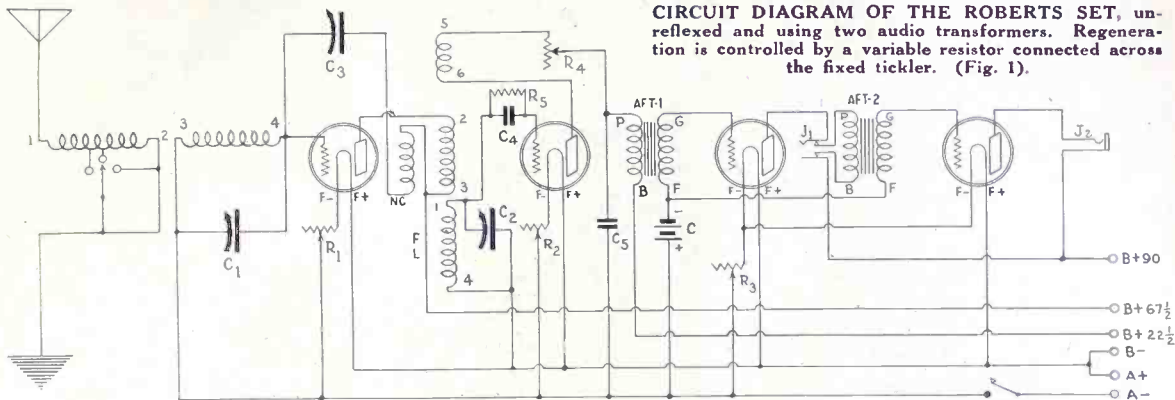 CIRCUIT DIAGRAM OF THE ROBERTS SET, un-
reflexed and using two audio transformers. Regenera-
tion is controlled by a variable resistor connected across
the fixed tickler. (Fig. 1).
1
2
3
4
C1
C3
F-
F+
R1
NC
2
3
1
4
FL
C2
5
6
R4
R5
C4
F-
F+
R2
C5
AFT-1
P
G
B
F
-
C
+
F-
F+
R3
J1
AFT-2
P
G
B
F
F-
F+
J2
B+90
B+67½
B+22½
B-
A+
A-